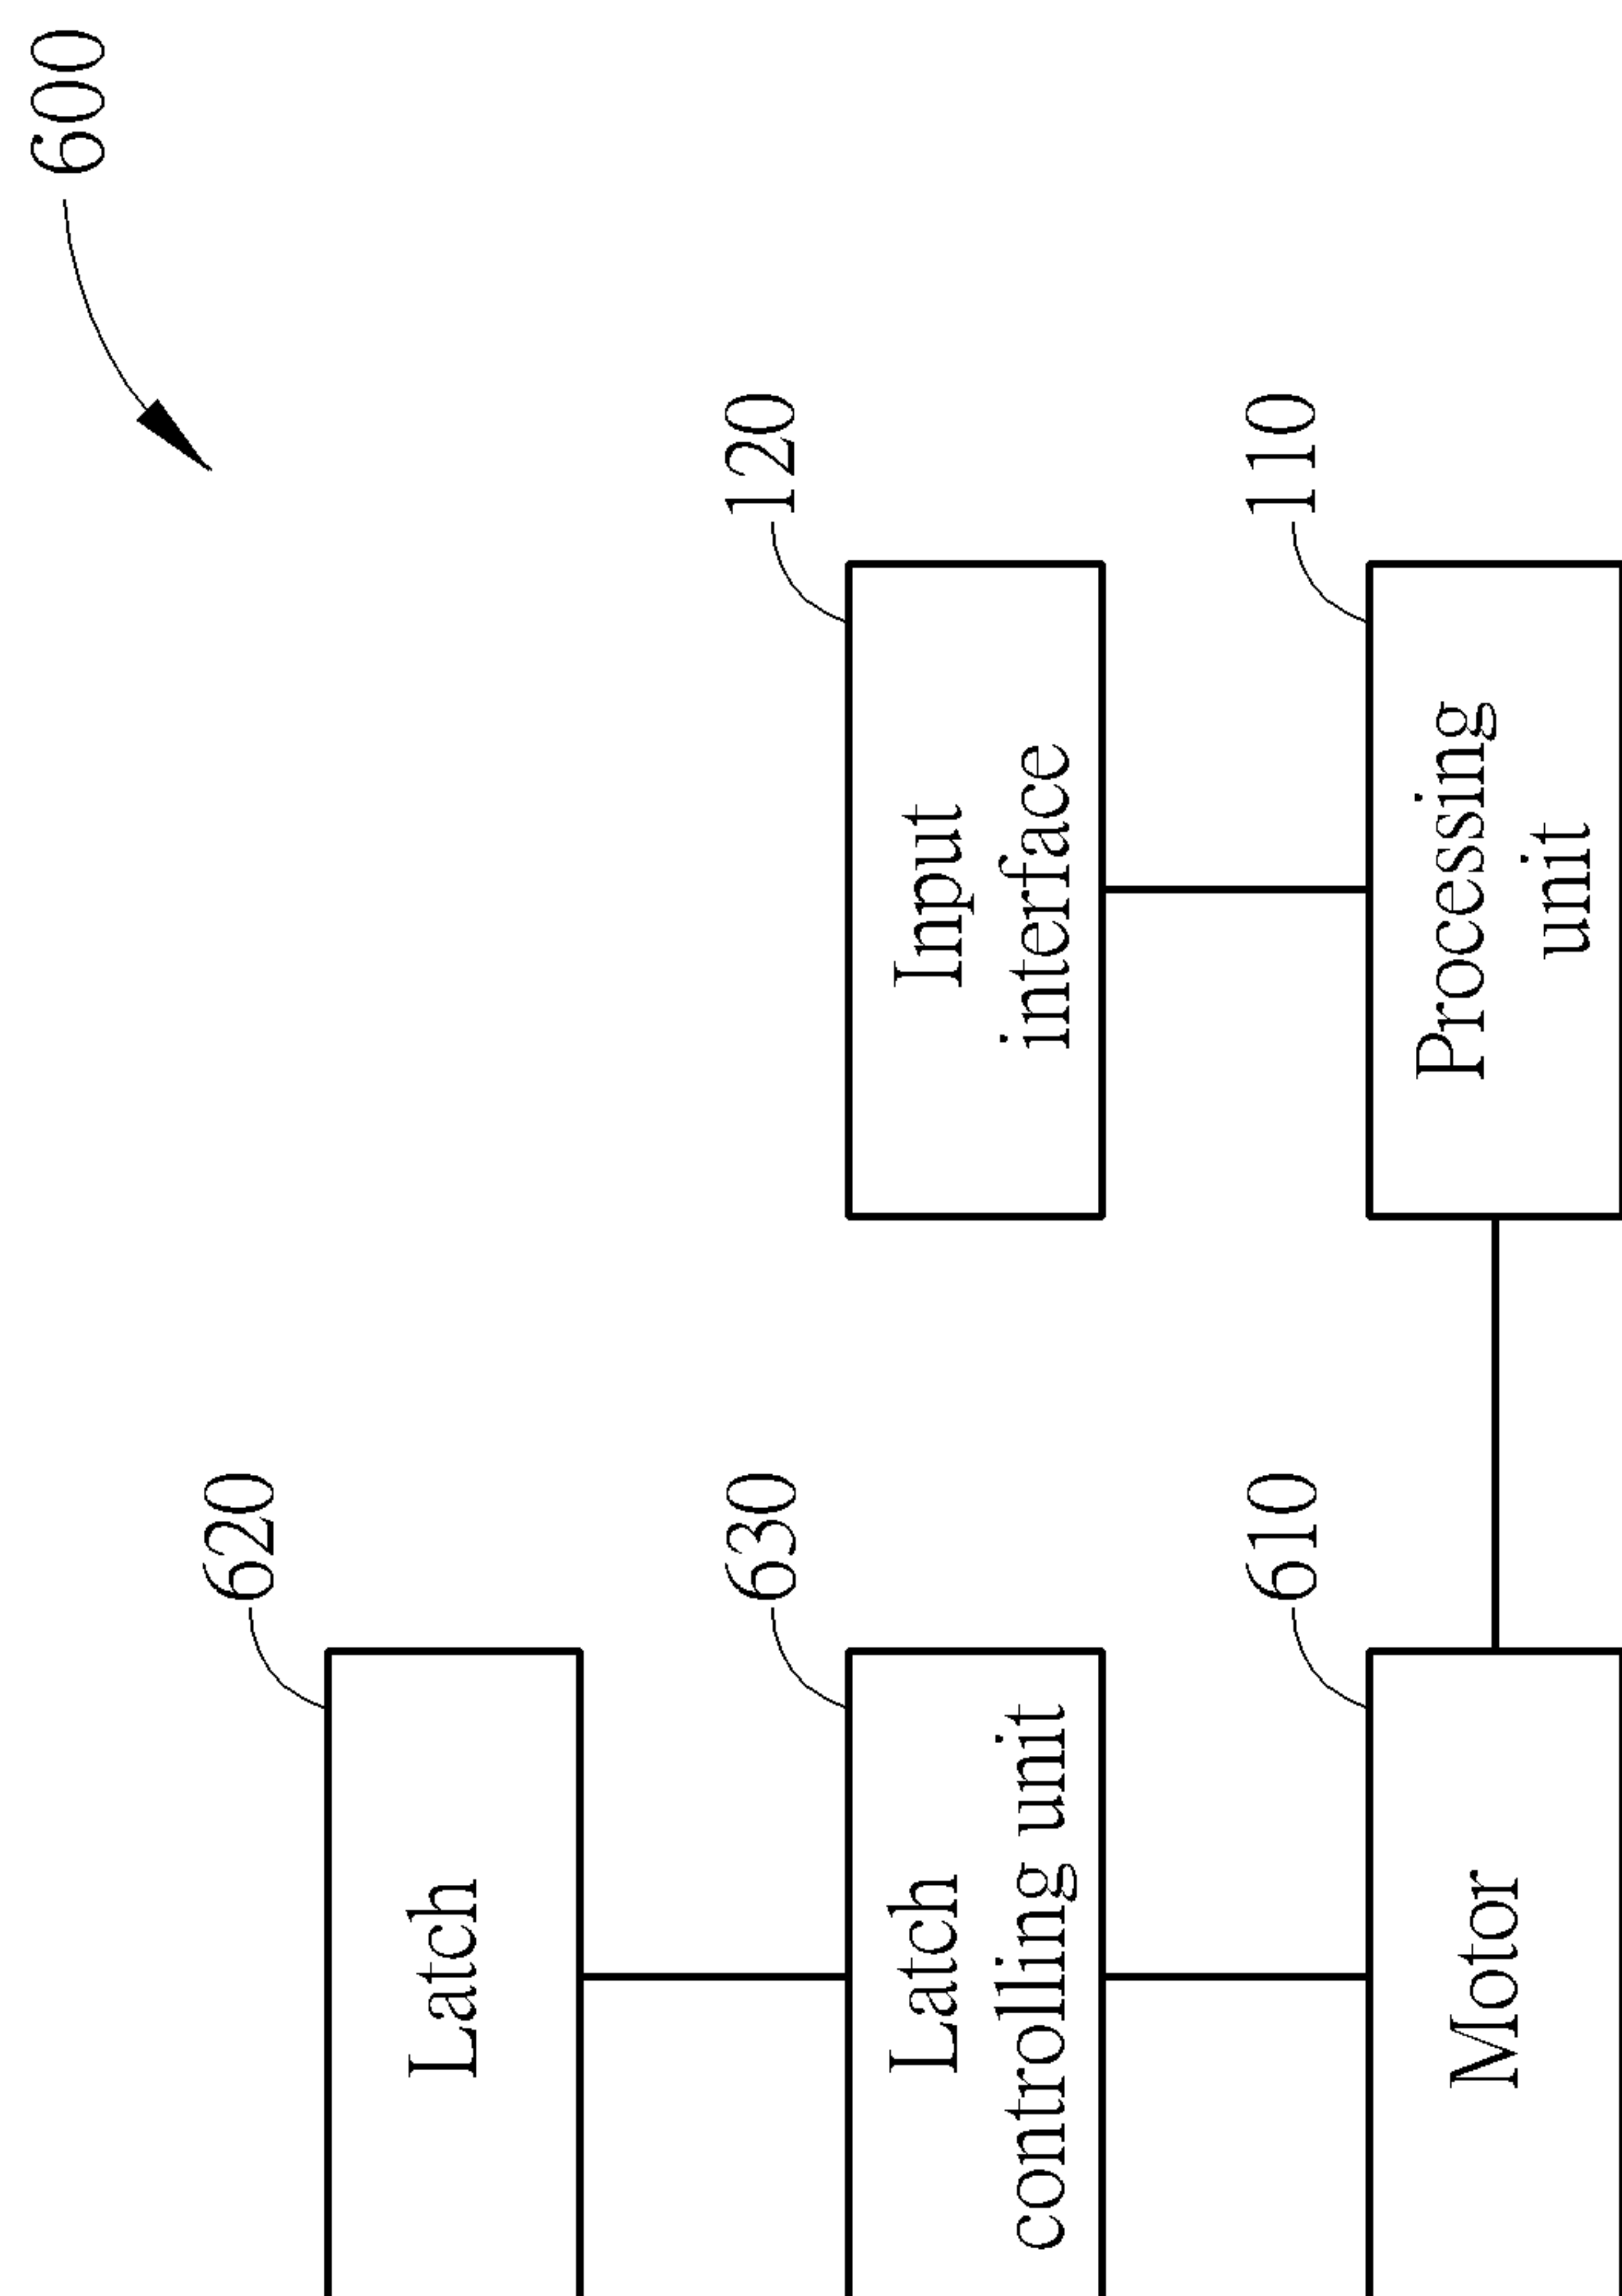 600
620
Latch
630
120
Latch
controlling unit
Input
interface
610
110
Motor
Processing
unit